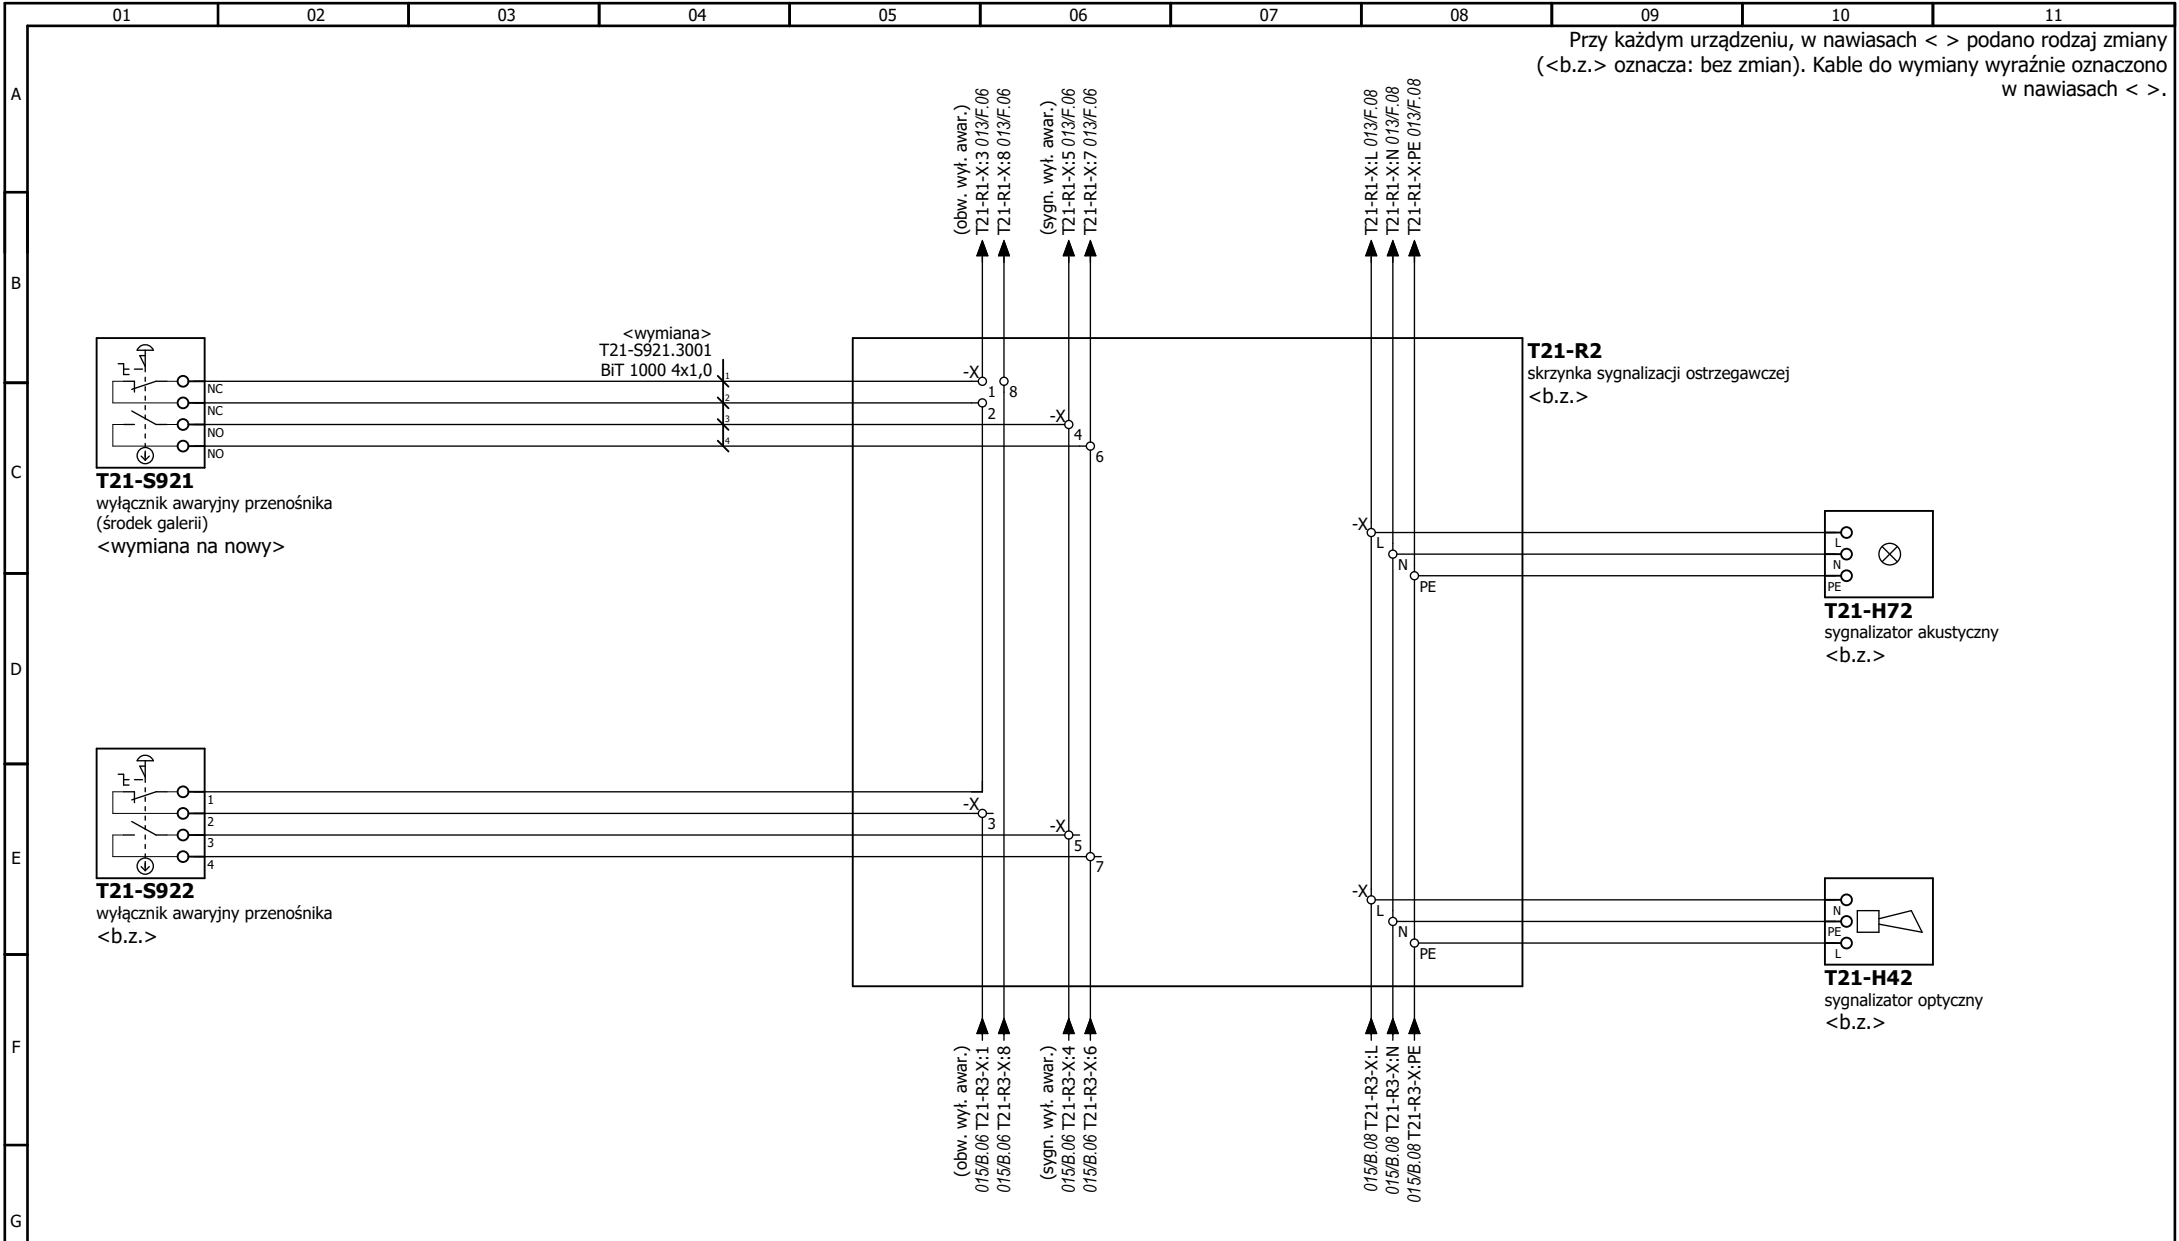 01 02 03 04 05 06 07 08 09 10 11
Przy każdym urządzeniu, w nawiasach < > podano rodzaj zmiany
(<b.z.> oznacza: bez zmian). Kable do wymiany wyraźnie oznaczono
w nawiasach < >.
A
B
C
D
E
F
G
(obw. wył. awar.)
T21-R1-X:3 013/F.06
T21-R1-X:8 013/F.06
(sygn. wył. awar.)
T21-R1-X:5 013/F.06
T21-R1-X:7 013/F.06
T21-R1-X:L 013/F.08
T21-R1-X:N 013/F.08
T21-R1-X:PE 013/F.08
<wymiana>
T21-S921.3001
BiT 1000 4x1,0
1
2
3
4
NC
NC
NO
NO
T21-S921
wyłącznik awaryjny przenośnika
(środek galerii)
<wymiana na nowy>
-X
1
8
2
-X
4
6
T21-R2
skrzynka sygnalizacji ostrzegawczej
<b.z.>
-X
L
N
PE
L
N
PE
T21-H72
sygnalizator akustyczny
<b.z.>
1
2
3
4
T21-S922
wyłącznik awaryjny przenośnika
<b.z.>
-X
3
-X
5
7
-X
L
N
PE
N
PE
L
T21-H42
sygnalizator optyczny
<b.z.>
(obw. wył. awar.)
015/B.06 T21-R3-X:1
015/B.06 T21-R3-X:8
(sygn. wył. awar.)
015/B.06 T21-R3-X:4
015/B.06 T21-R3-X:6
015/B.08 T21-R3-X:L
015/B.08 T21-R3-X:N
015/B.08 T21-R3-X:PE